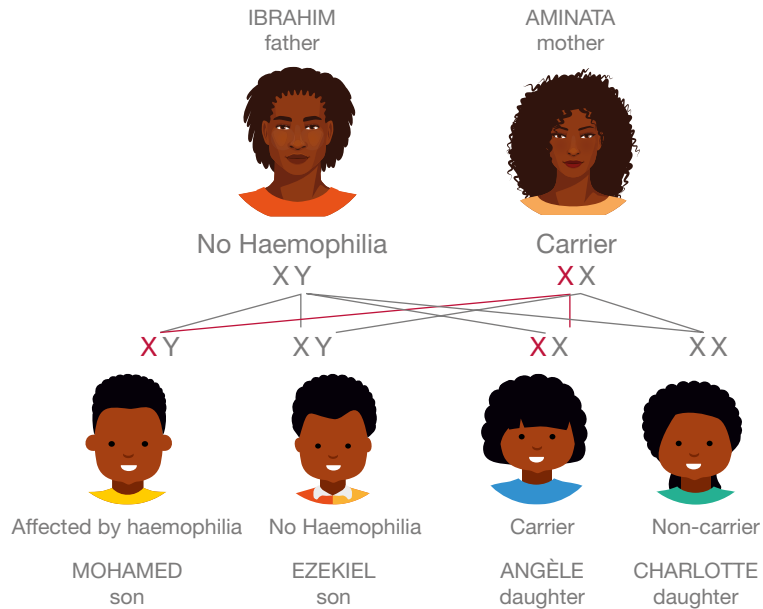 IBRAHIM
father
AMINATA
mother
No Haemophilia
Carrier
X Y
X X
X Y
X Y
X X
X X
Affected by haemophilia
No Haemophilia
Carrier
Non-carrier
MOHAMED
son
EZEKIEL
son
ANGÈLE
daughter
CHARLOTTE
daughter